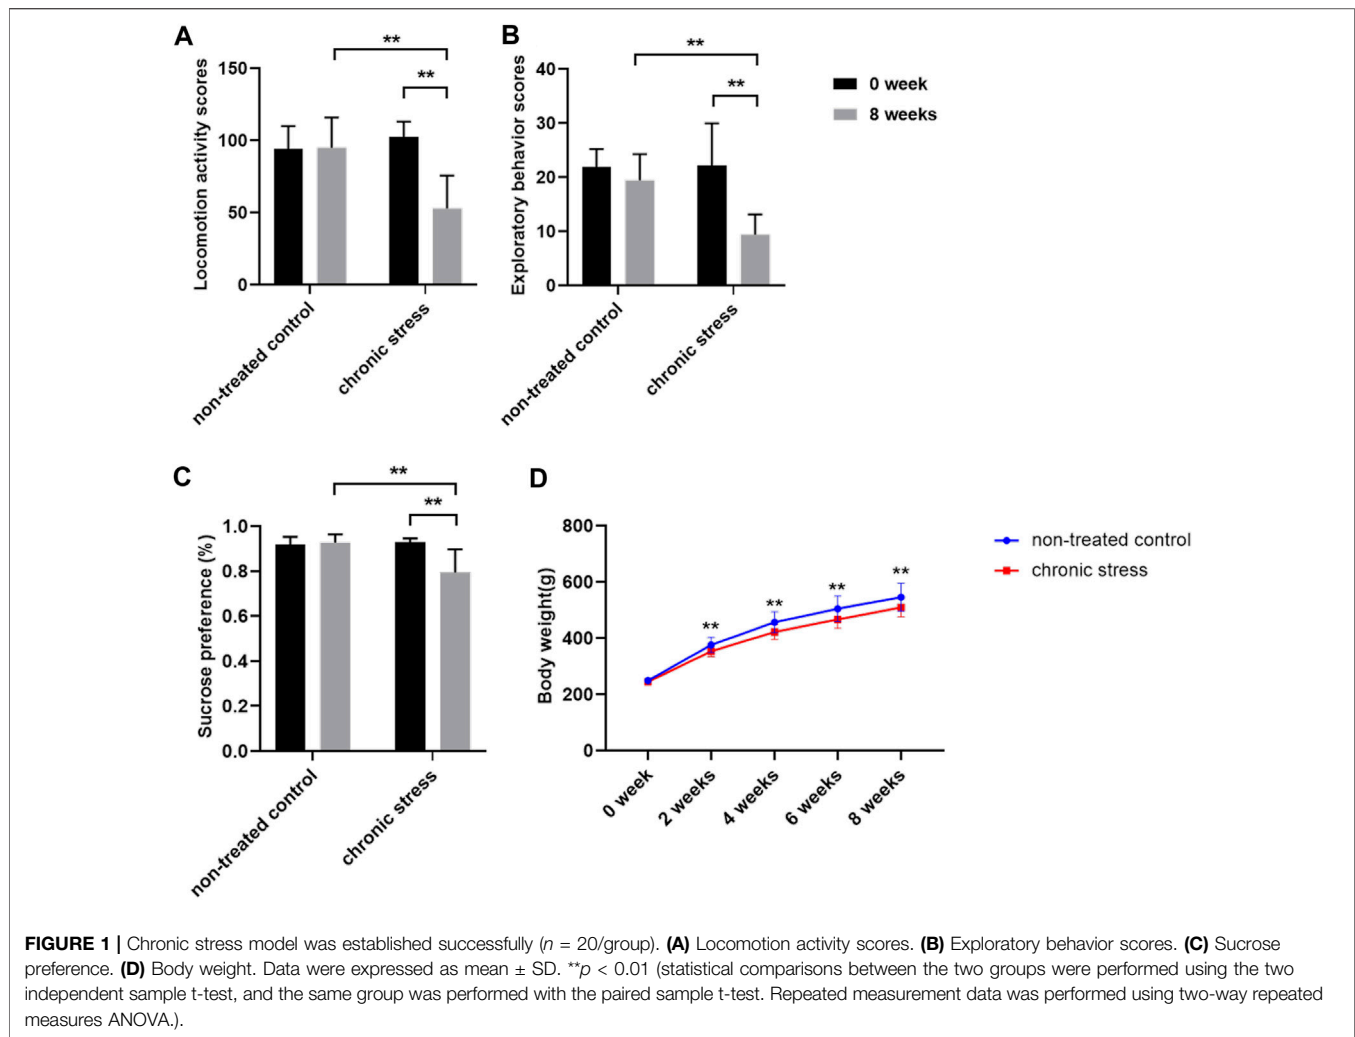 A
**
**
Locomotion activity scores
150
100
50
0
non-treated control
chronic stress
B
**
**
Exploratory behavior scores
40
30
20
10
0
non-treated control
chronic stress
0 week
8 weeks
C
**
**
Sucrose preference (%)
1.0
0.8
0.6
0.4
0.2
0.0
non-treated control
chronic stress
D
Body weight(g)
800
600
400
200
0
**
**
**
**
0 week
2 weeks
4 weeks
6 weeks
8 weeks
non-treated control
chronic stress
FIGURE 1 | Chronic stress model was established successfully (n = 20/group). (A) Locomotion activity scores. (B) Exploratory behavior scores. (C) Sucrose
preference. (D) Body weight. Data were expressed as mean ± SD. **p < 0.01 (statistical comparisons between the two groups were performed using the two
independent sample t-test, and the same group was performed with the paired sample t-test. Repeated measurement data was performed using two-way repeated
measures ANOVA.).